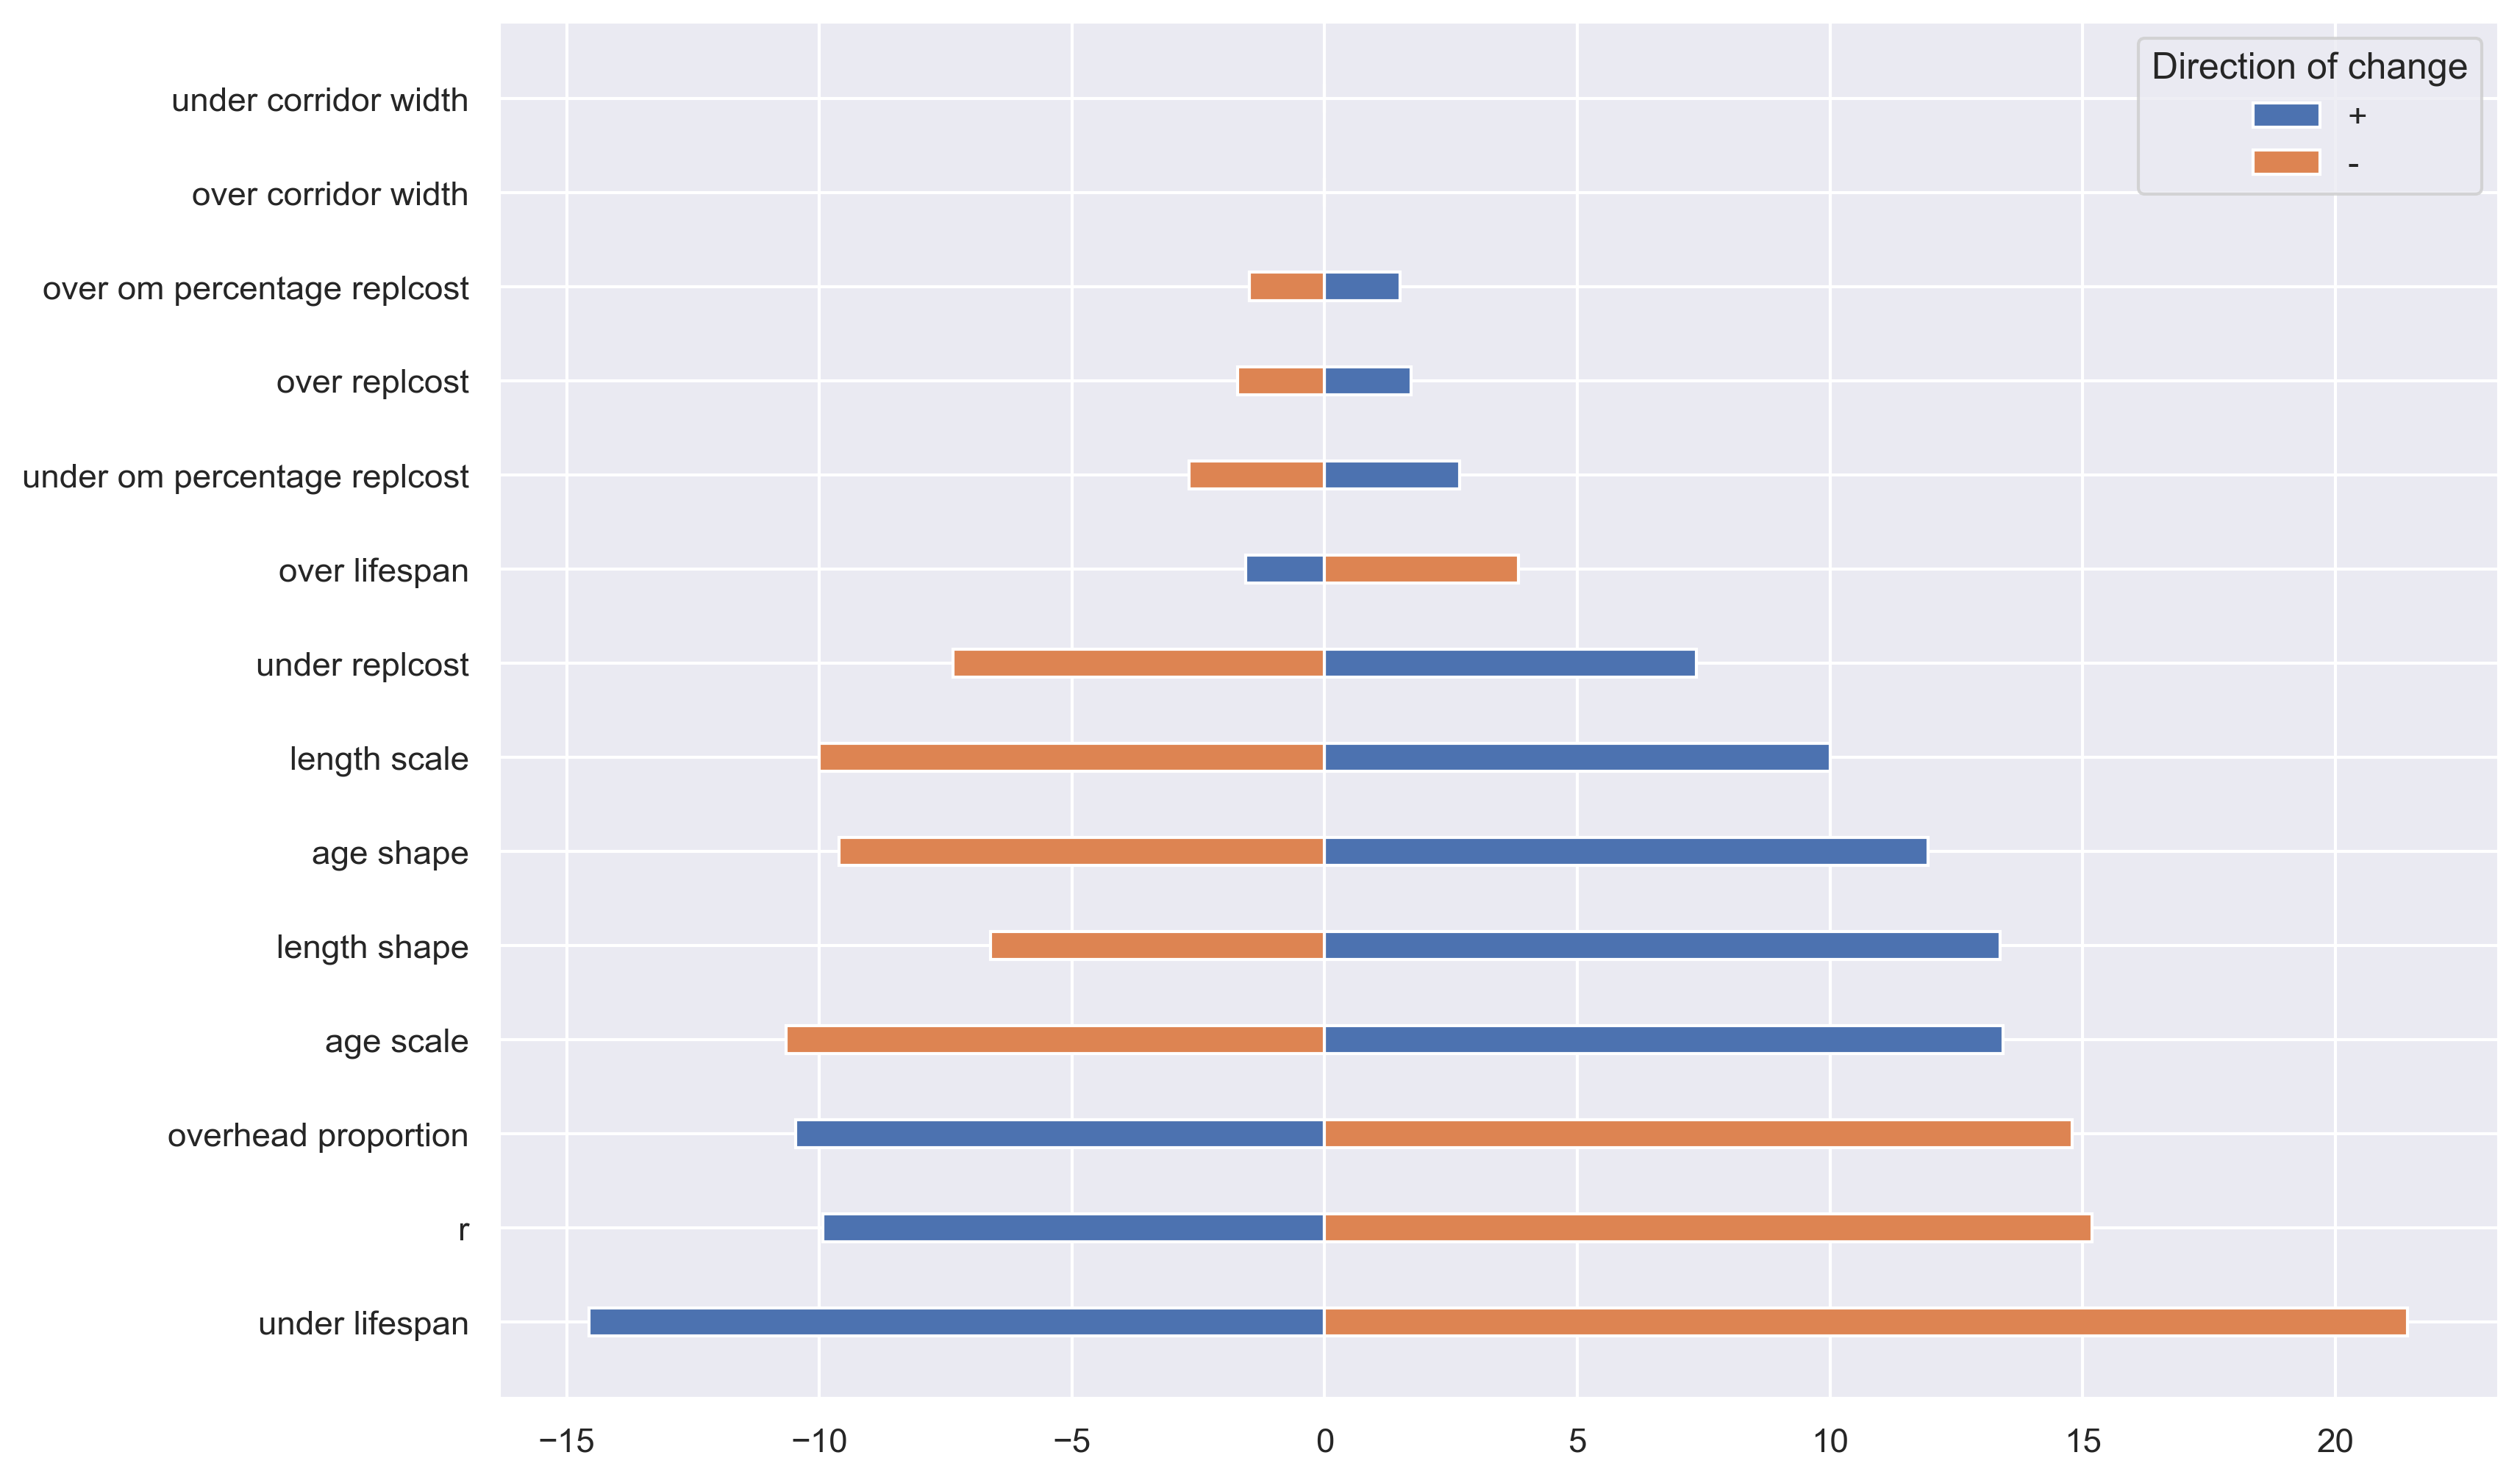 Direction of change
+
-
under corridor width
over corridor width
over om percentage replcost
over replcost
under om percentage replcost
over lifespan
under replcost
length scale
age shape
length shape
age scale
overhead proportion
r
under lifespan
−15 −10 −5 0 5 10 15 20